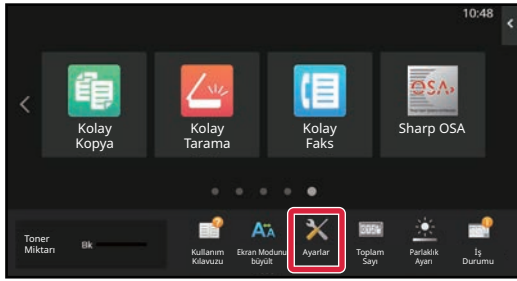 10:48
Kolay
Kopya
Kolay
Tarama
Kolay
Faks
Sharp OSA
OSA
Toner
Miktarı
Bk
Kullanım
Kılavuzu
Ekran Modunu
büyült
Ayarlar
Toplam
Sayı
Parlaklık
Ayarı
İş
Durumu